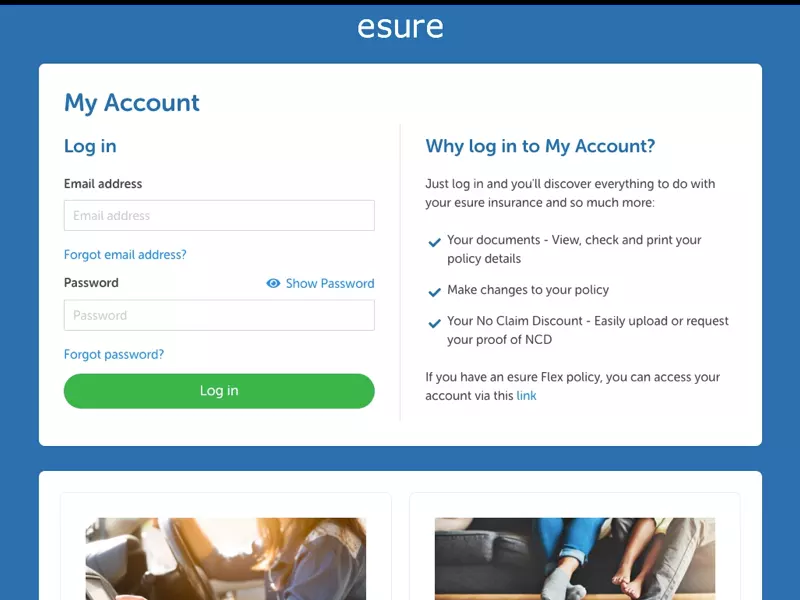 esure
My Account
Log in
Email address
Email address
Forgot email address?
Password
Show Password
Password
Forgot password?
Log in
Why log in to My Account?
Just log in and you'll discover everything to do with
your esure insurance and so much more:
Your documents - View, check and print your
policy details
Make changes to your policy
Your No Claim Discount - Easily upload or request
your proof of NCD
If you have an esure Flex policy, you can access your
account via this link